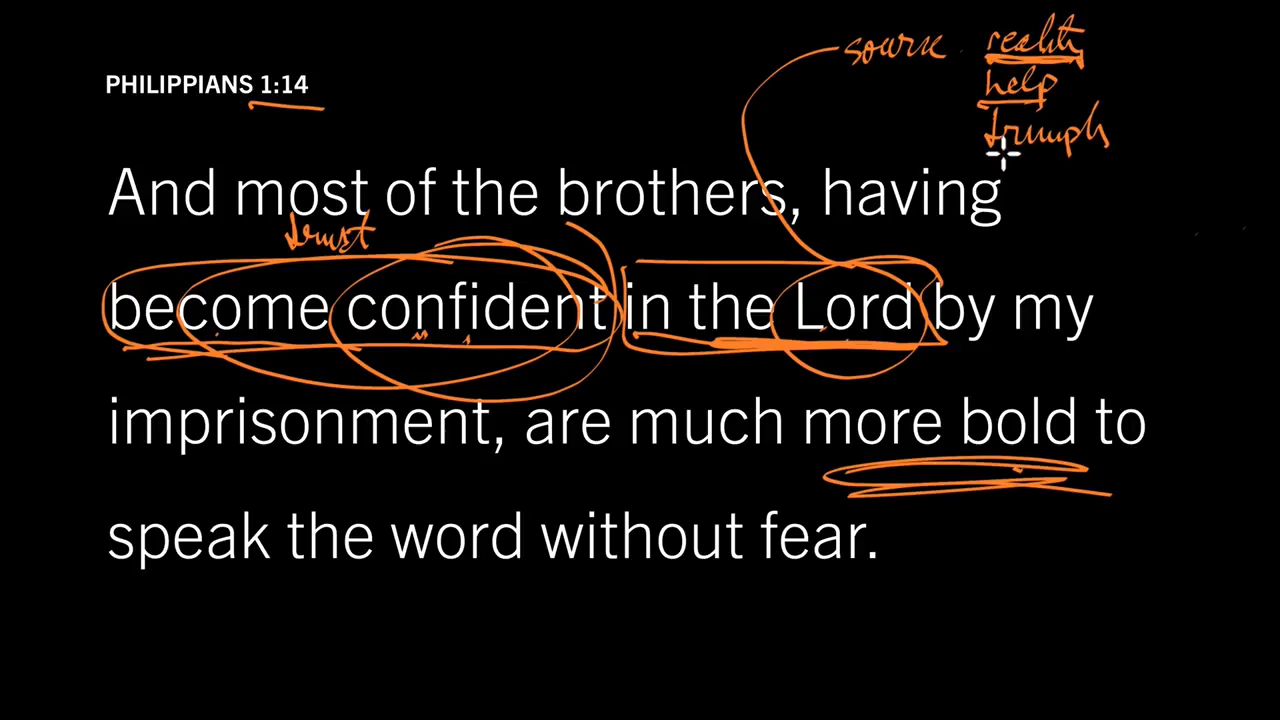 source reality
PHILIPPIANS 1:14
help
triumph
And most of the brothers, having
trust
become confident in the Lord by my
imprisonment, are much more bold to
speak the word without fear.